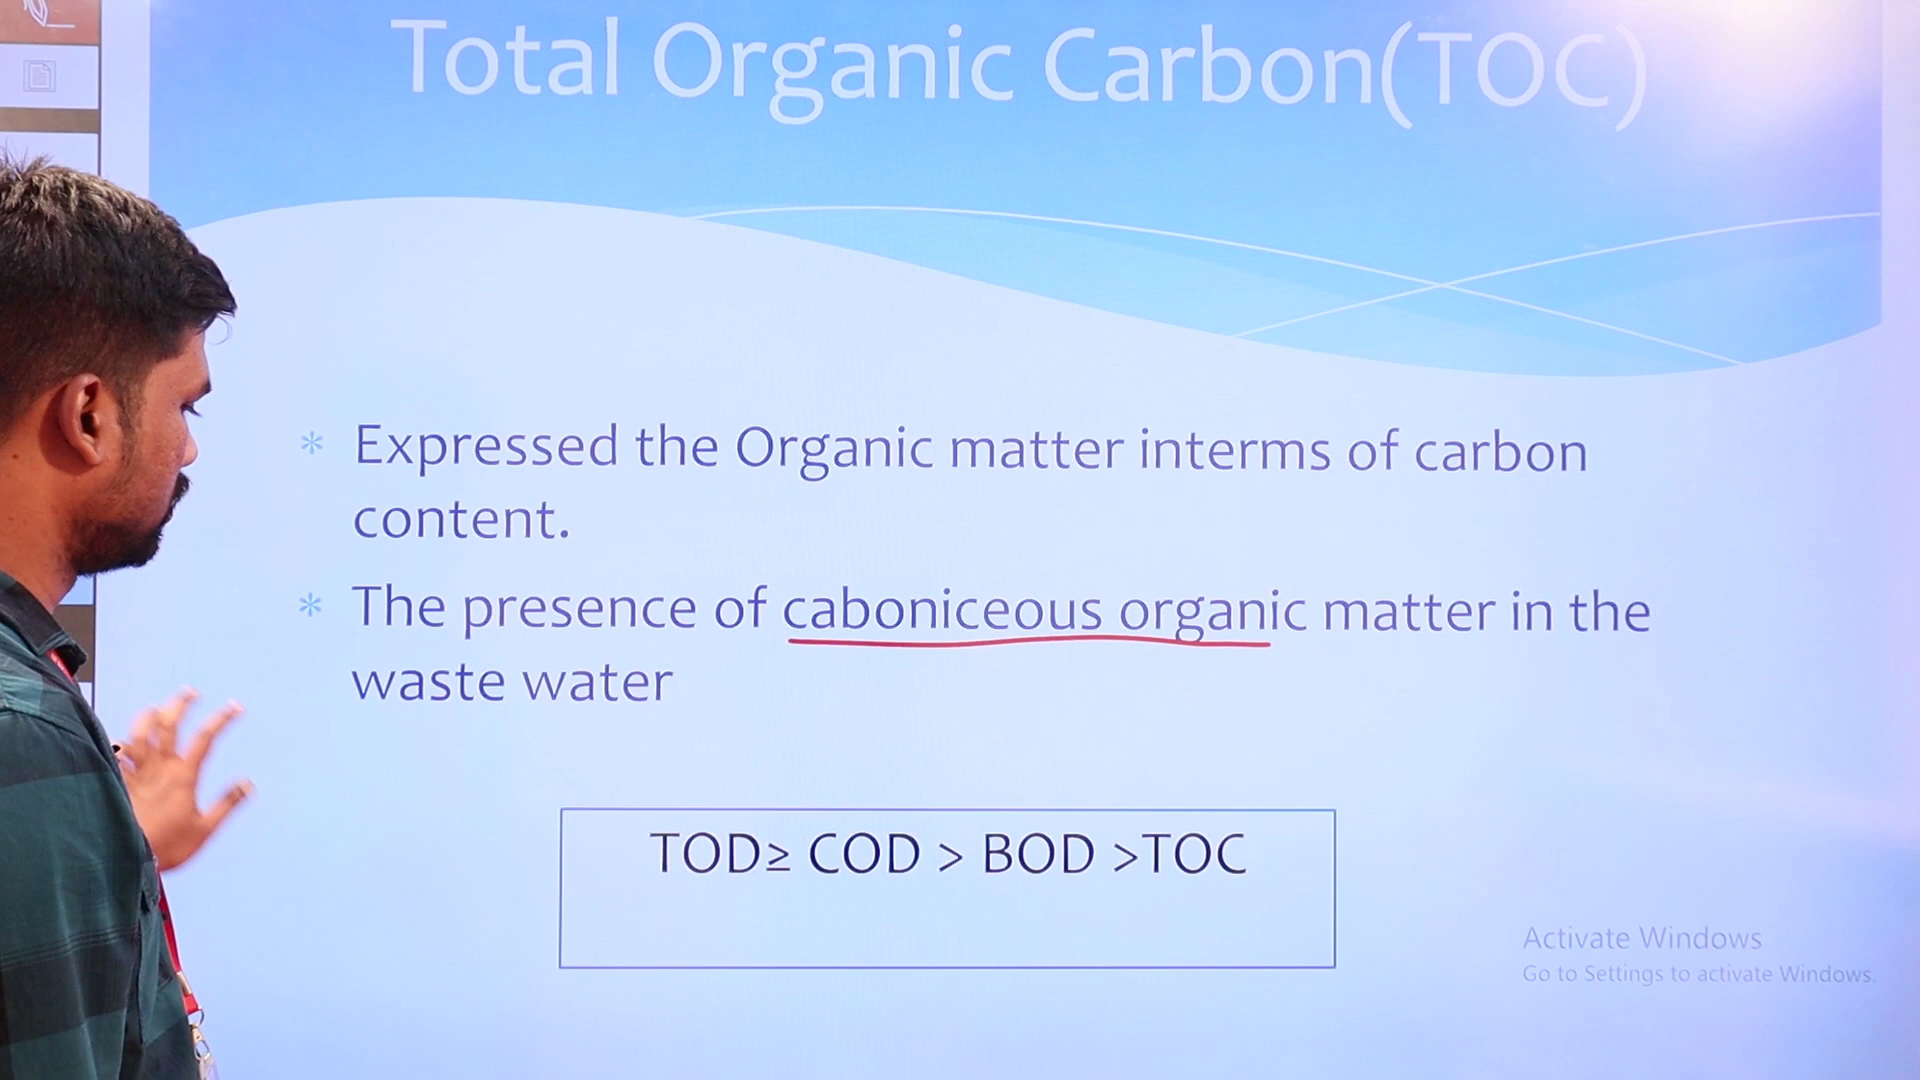 Total Organic Carbon(TOC)
* Expressed the Organic matter interms of carbon
content.
* The presence of caboniceous organic matter in the
waste water
TOD≥ COD > BOD >TOC
Activate Windows
Go to Settings to activate Windows.